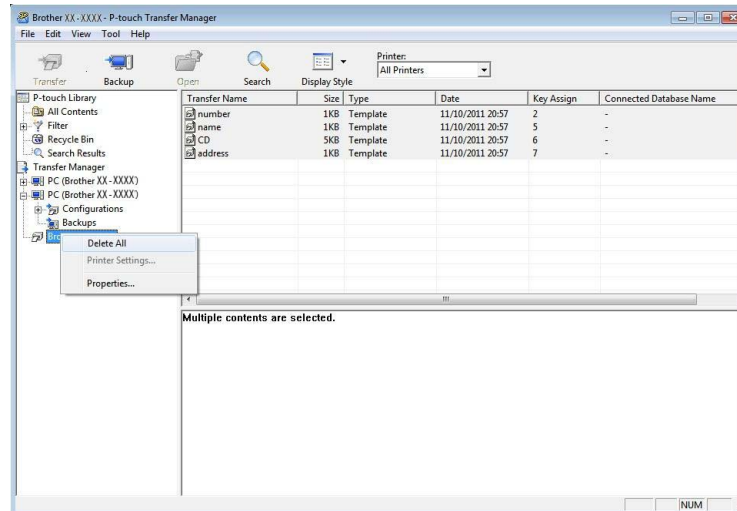 Brother XX-XXXX - P-touch Transfer Manager
File Edit View Tool Help
Transfer Backup Open Search Display Style
Printer:
All Printers
P-touch Library
All Contents
Filter
Recycle Bin
Search Results
Transfer Manager
PC (Brother XX-XXXX)
PC (Brother XX-XXXX)
Configurations
Backups
Delete All
Printer Settings...
Properties...
Transfer Name Size Type Date Key Assign Connected Database Name
number 1KB Template 11/10/2011 20:57 2 -
name 1KB Template 11/10/2011 20:57 5 -
CD 5KB Template 11/10/2011 20:57 6 -
address 1KB Template 11/10/2011 20:57 7 -
Multiple contents are selected.
NUM